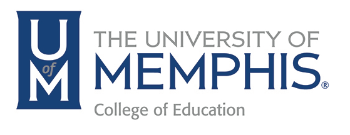 U
of
M
THE UNIVERSITY OF
MEMPHIS®
College of Education